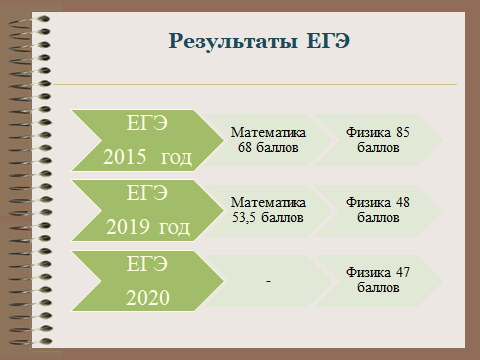 Результаты ЕГЭ
ЕГЭ
2015 год
Математика
68 баллов
Физика 85
баллов
ЕГЭ
2019 год
Математика
53,5 баллов
Физика 48
баллов
ЕГЭ
2020
-
Физика 47
баллов